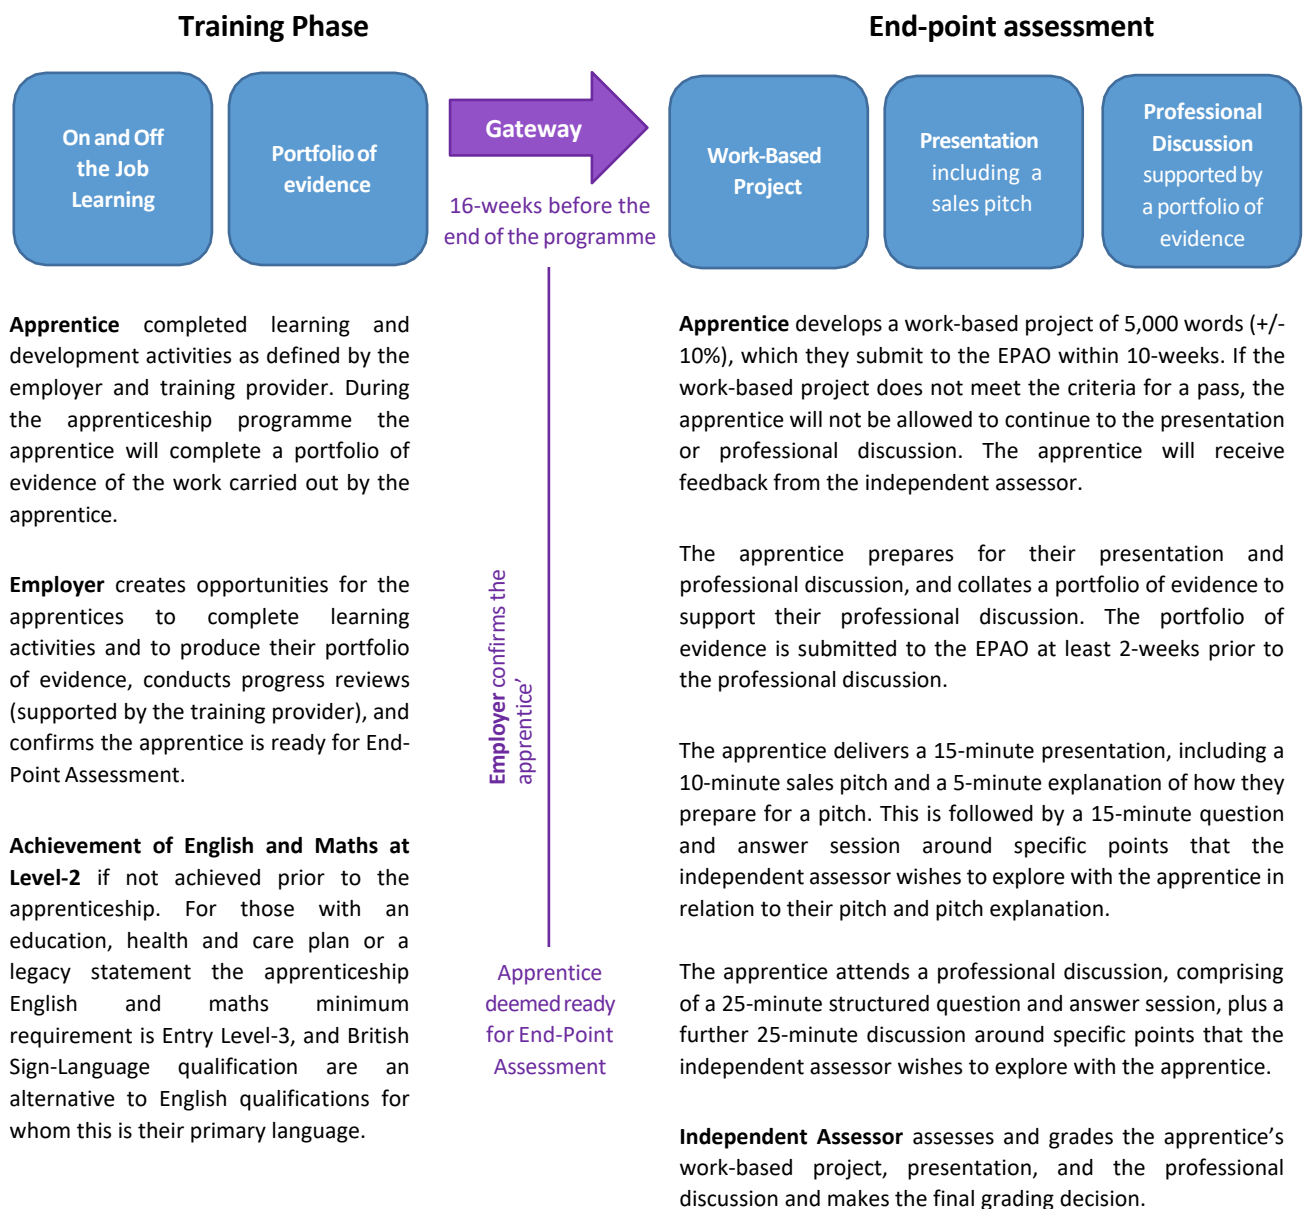 Training Phase
End-point assessment
On and Off
the Job
Learning
Portfolio of
evidence
Gateway
16-weeks before the
end of the programme
Work-Based
Project
Presentation
including a
sales pitch
Professional
Discussion
supported by
a portfolio of
evidence
Apprentice completed learning and
development activities as defined by the
employer and training provider. During
the apprenticeship programme the
apprentice will complete a portfolio of
evidence of the work carried out by the
apprentice.
Employer creates opportunities for the
apprentices to complete learning
activities and to produce their portfolio
of evidence, conducts progress reviews
(supported by the training provider), and
confirms the apprentice is ready for End-
Point Assessment.
Achievement of English and Maths at
Level-2 if not achieved prior to the
apprenticeship. For those with an
education, health and care plan or a
legacy statement the apprenticeship
English and maths minimum
requirement is Entry Level-3, and British
Sign-Language qualification are an
alternative to English qualifications for
whom this is their primary language.
Employer confirms the
apprentice'
Apprentice
deemed ready
for End-Point
Assessment
Apprentice develops a work-based project of 5,000 words (+/-
10%), which they submit to the EPAO within 10-weeks. If the
work-based project does not meet the criteria for a pass, the
apprentice will not be allowed to continue to the presentation
or professional discussion. The apprentice will receive
feedback from the independent assessor.
The apprentice prepares for their presentation and
professional discussion, and collates a portfolio of evidence to
support their professional discussion. The portfolio of
evidence is submitted to the EPAO at least 2-weeks prior to
the professional discussion.
The apprentice delivers a 15-minute presentation, including a
10-minute sales pitch and a 5-minute explanation of how they
prepare for a pitch. This is followed by a 15-minute question
and answer session around specific points that the
independent assessor wishes to explore with the apprentice in
relation to their pitch and pitch explanation.
The apprentice attends a professional discussion, comprising
of a 25-minute structured question and answer session, plus a
further 25-minute discussion around specific points that the
independent assessor wishes to explore with the apprentice.
Independent Assessor assesses and grades the apprentice's
work-based project, presentation, and the professional
discussion and makes the final grading decision.